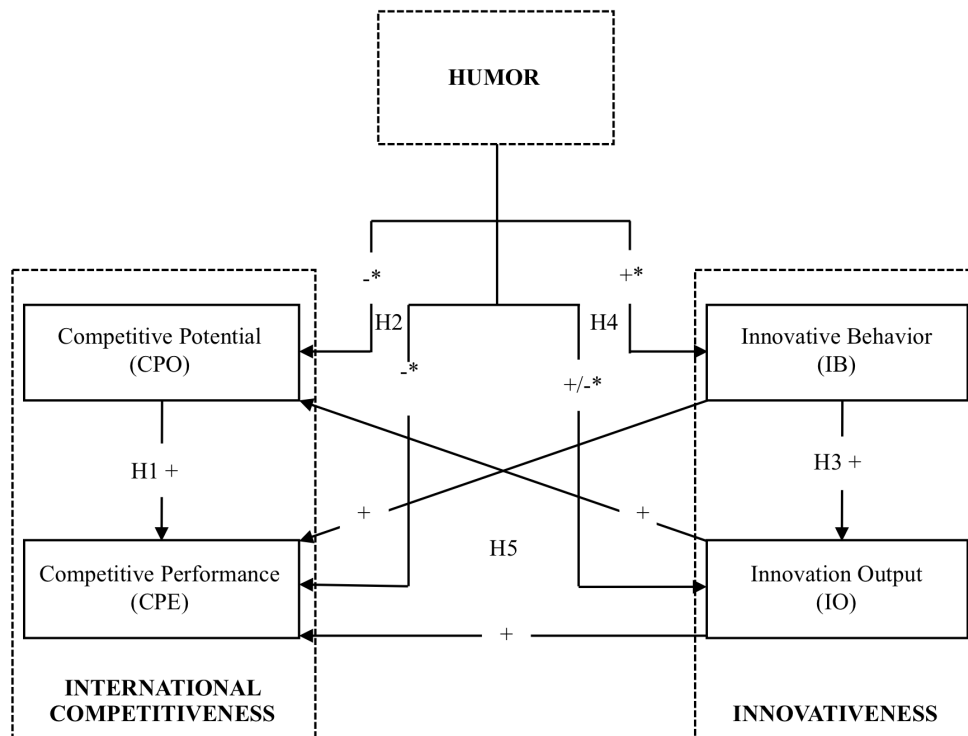 HUMOR
-*
+*
H2
H4
Competitive Potential
(CPO)
Innovative Behavior
(IB)
-*
+/-*
H1 +
H3 +
+
+
H5
Competitive Performance
(CPE)
Innovation Output
(IO)
+
INTERNATIONAL
COMPETITIVENESS
INNOVATIVENESS